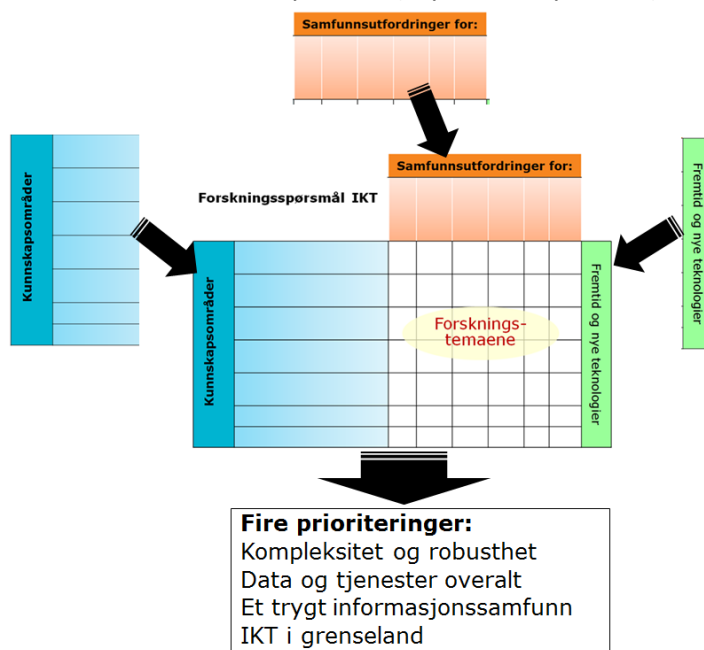 Samfunnsutfordringer for:
Kunnskapsområder
Samfunnsutfordringer for:
Fremtid og nye teknologier
Forskningsspørsmål IKT
Kunnskapsområder
Forsknings-
temaene
Fremtid og nye teknologier
Fire prioriteringer:
Kompleksitet og robusthet
Data og tjenester overalt
Et trygt informasjonssamfunn
IKT i grenseland